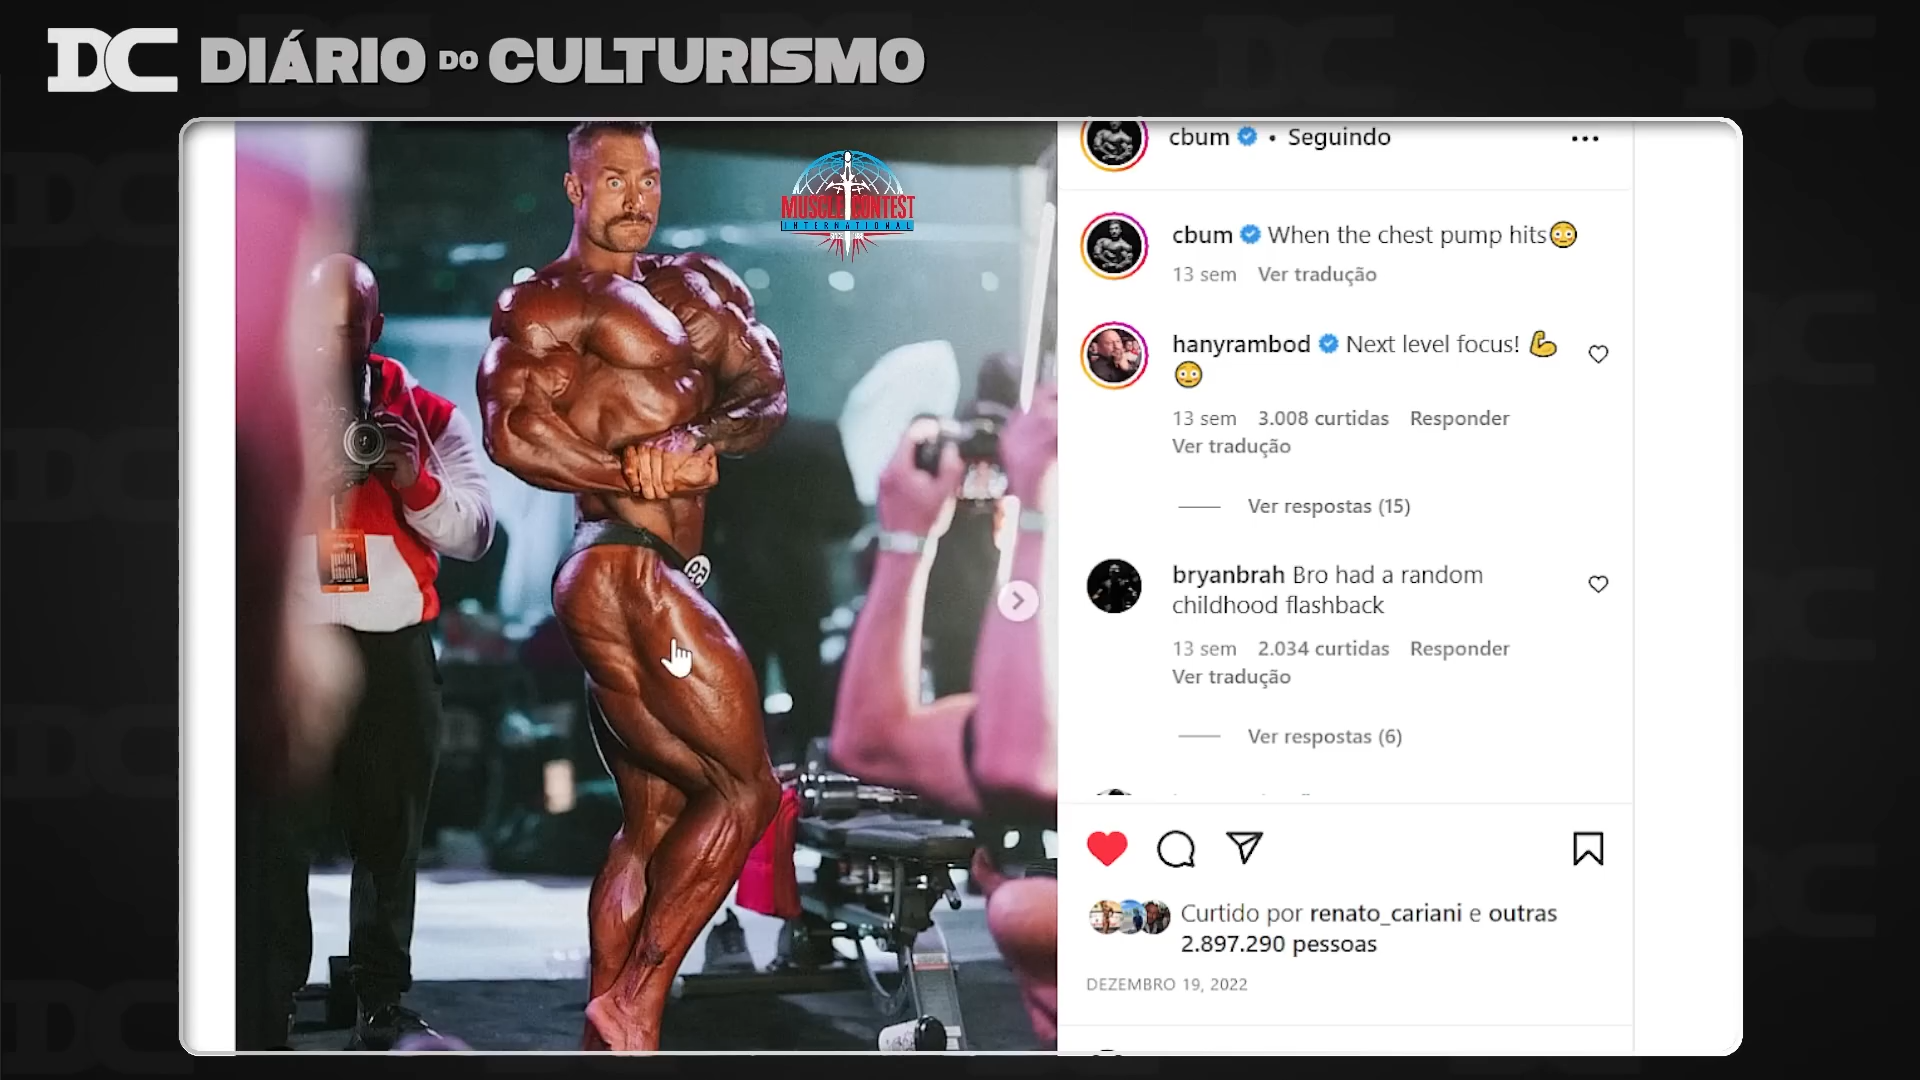 DC DIÁRIO DO CULTURISMO
MUSCLE CONTEST
INTERNATIONAL
cbum • Seguindo
cbum When the chest pump hits😳
13 sem Ver tradução
hanyrambod Next level focus! 💪
😳
13 sem 3.008 curtidas Responder
Ver tradução
Ver respostas (15)
bryanbrah Bro had a random
childhood flashback
13 sem 2.034 curtidas Responder
Ver tradução
Ver respostas (6)
Curtido por renato_cariani e outras
2.897.290 pessoas
DEZEMBRO 19, 2022